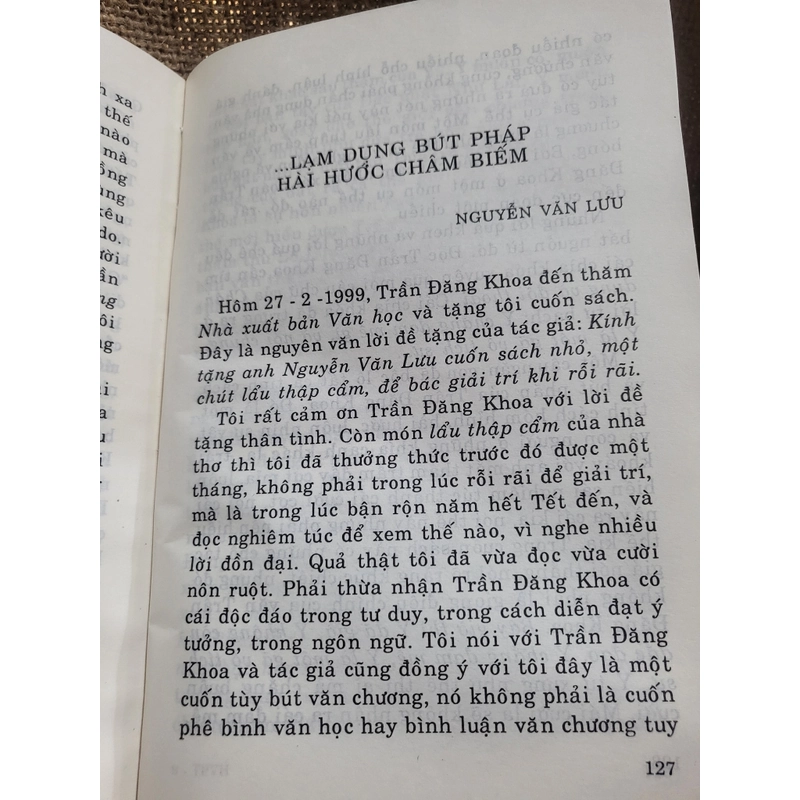 xa
thế
nào
mà
kêu
do.
...LẠM DỤNG BÚT PHÁP
HÀI HƯỚC CHÂM BIẾM
NGUYỄN VĂN LƯU
Hôm 27 - 2 -1999, Trần Đăng Khoa đến thăm
Nhà xuất bản Văn học và tặng tôi cuốn sách.
Đây là nguyên văn lời đề tặng của tác giả: Kính
tặng anh Nguyễn Văn Lưu cuốn sách nhỏ, một
chút lẩu thập cẩm, để bác giải trí khi rỗi rãi.
Tôi rất cảm ơn Trần Đăng Khoa với lời đề
tặng thân tình. Còn món lẩu thập cẩm của nhà
thơ thì tôi đã thưởng thức trước đó được một
tháng, không phải trong lúc rỗi rãi để giải trí,
mà là trong lúc bận rộn năm hết Tết đến, và
đọc nghiêm túc để xem thế nào, vì nghe nhiều
lời đồn đại. Quả thật tôi đã vừa đọc vừa cười
nôn ruột. Phải thừa nhận Trần Đăng Khoa có
cái độc đáo trong tư duy, trong cách diễn đạt ý
tưởng, trong ngôn ngữ. Tôi nói với Trần Đăng
Khoa và tác giả cũng đồng ý với tôi đây là một
cuốn tùy bút văn chương, nó không phải là cuốn
phê bình văn học hay bình luận văn chương tuy
127